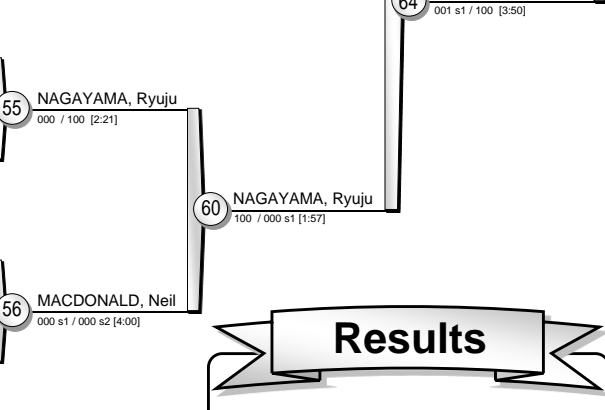 64
001 s1 / 100 [3:50]
55
NAGAYAMA, Ryuju
000 / 100 [2:21]
60
NAGAYAMA, Ryuju
100 / 000 s1 [1:57]
56
MACDONALD, Neil
000 s1 / 000 s2 [4:00]
Results